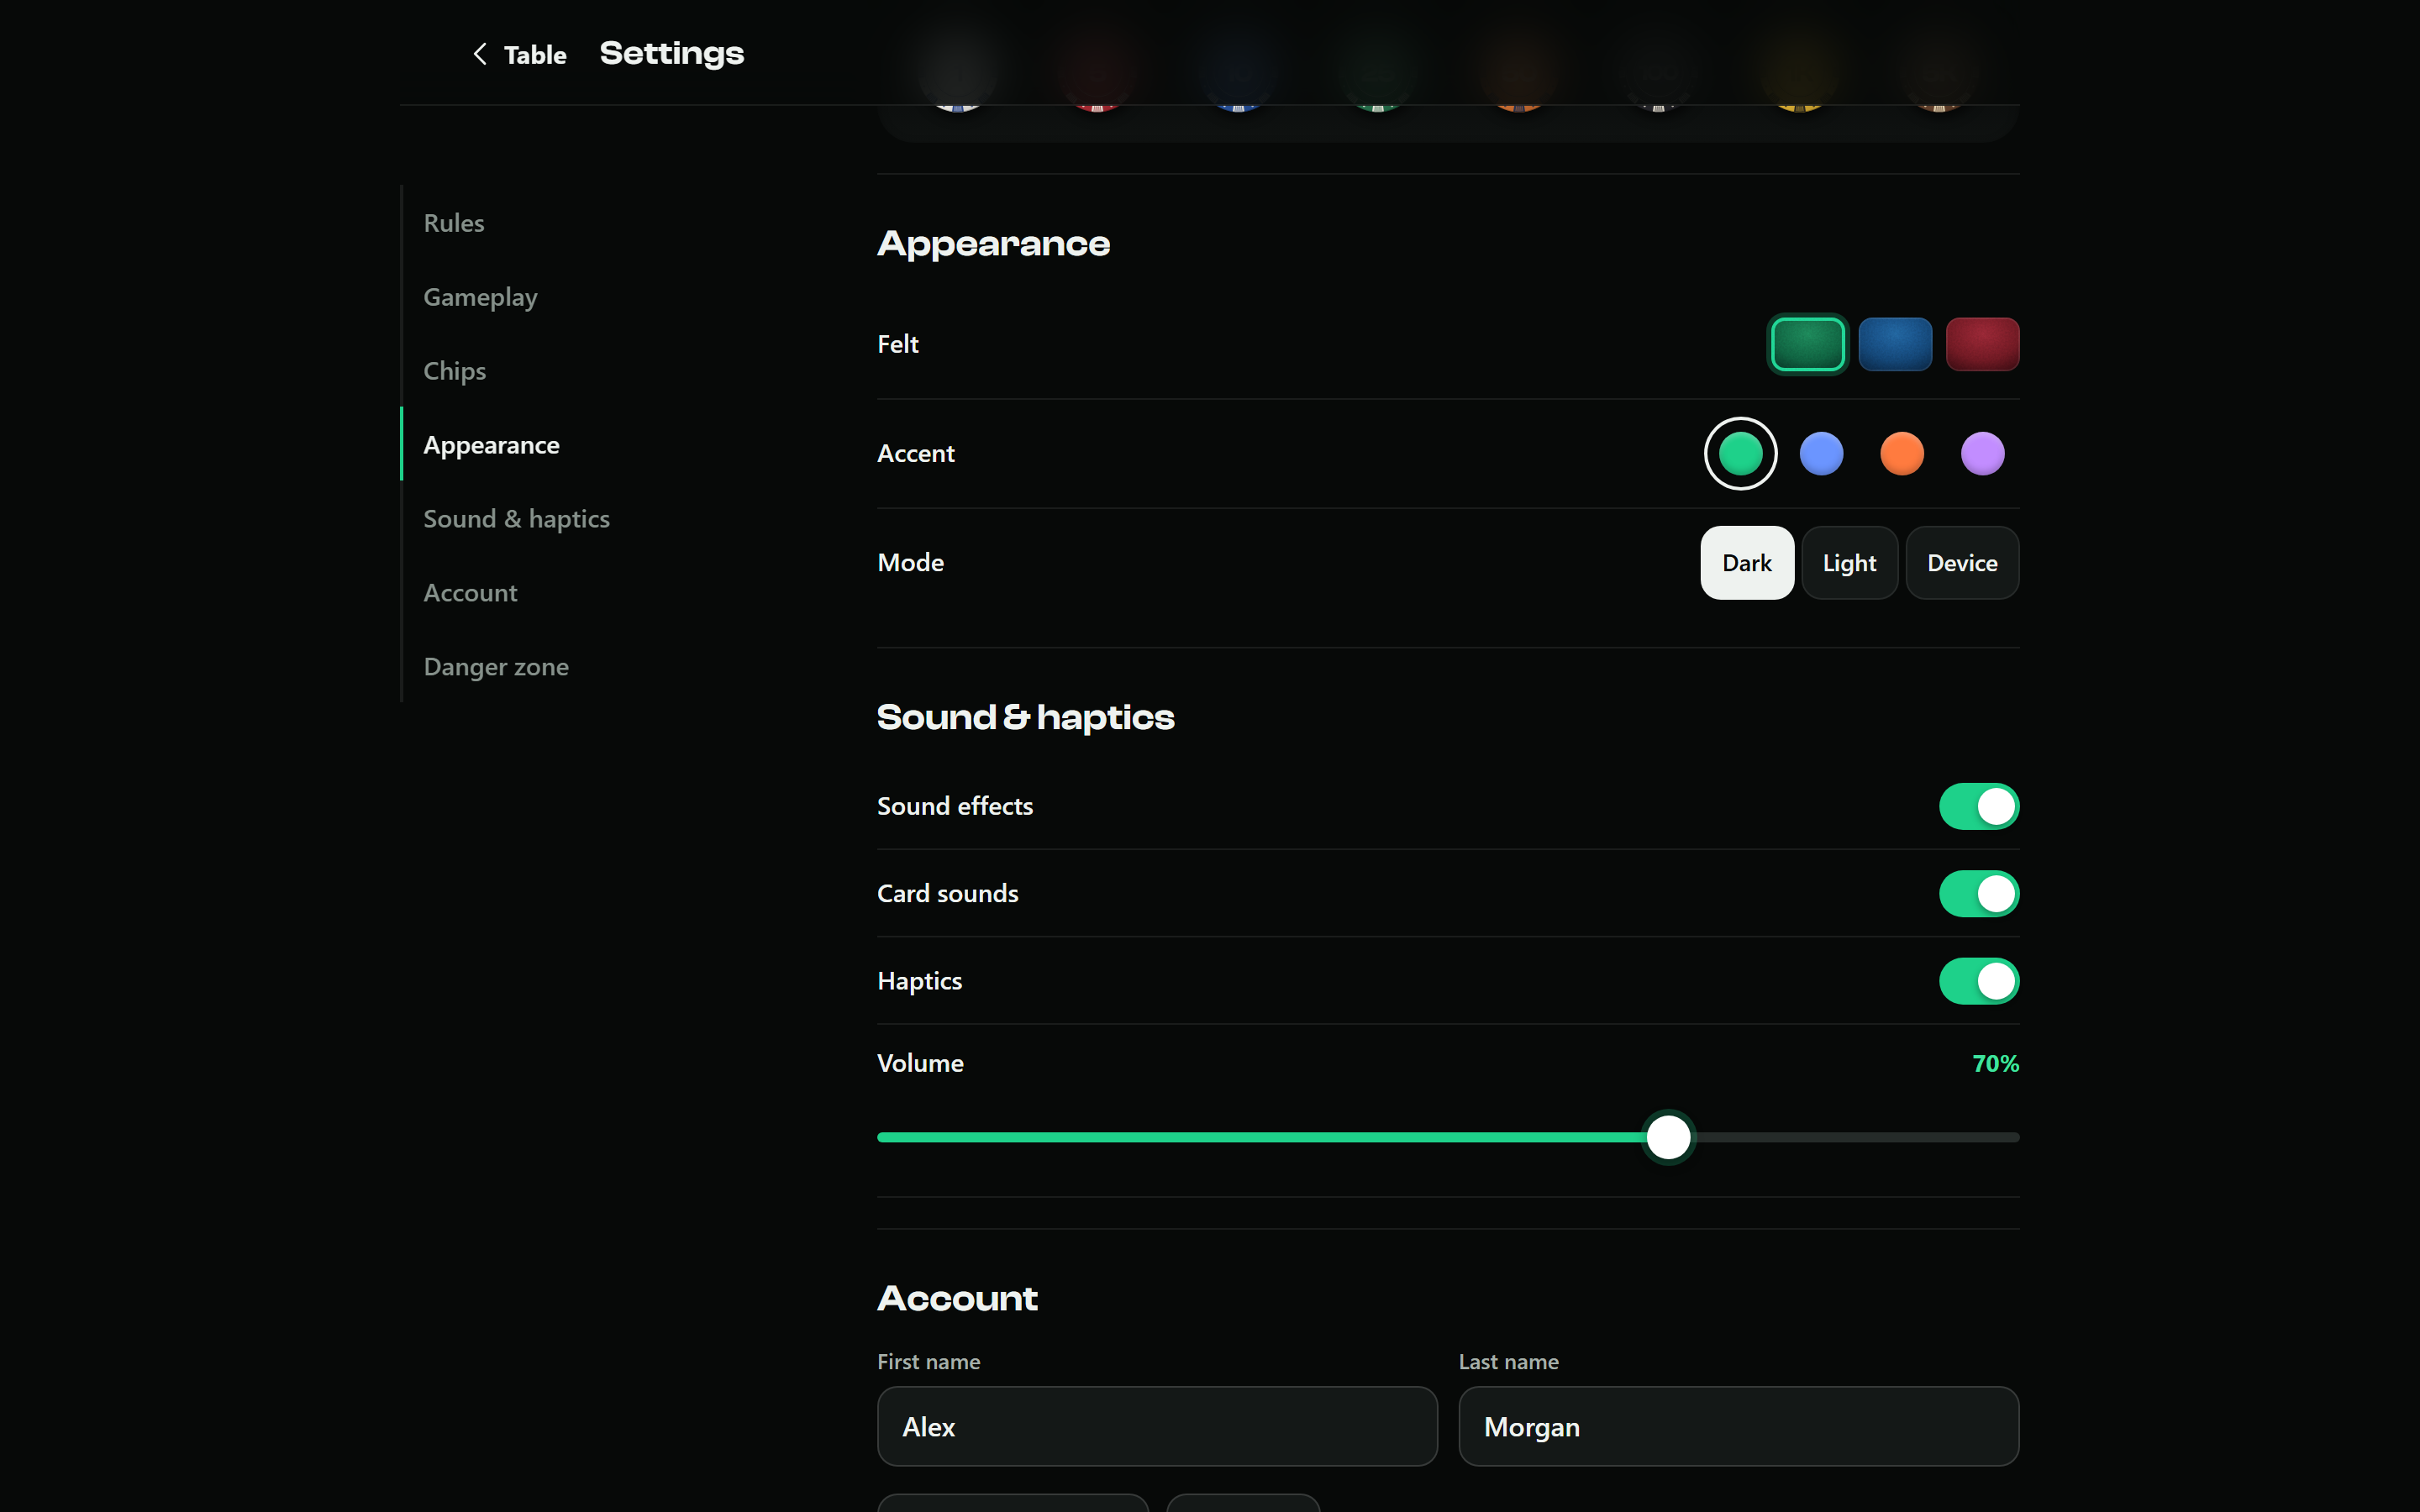 Table
Settings
Rules
Gameplay
Chips
Appearance
Sound & haptics
Account
Danger zone
Appearance
Felt
Accent
Mode
Dark
Light
Device
Sound & haptics
Sound effects
Card sounds
Haptics
Volume
70%
Account
First name
Last name
Alex
Morgan